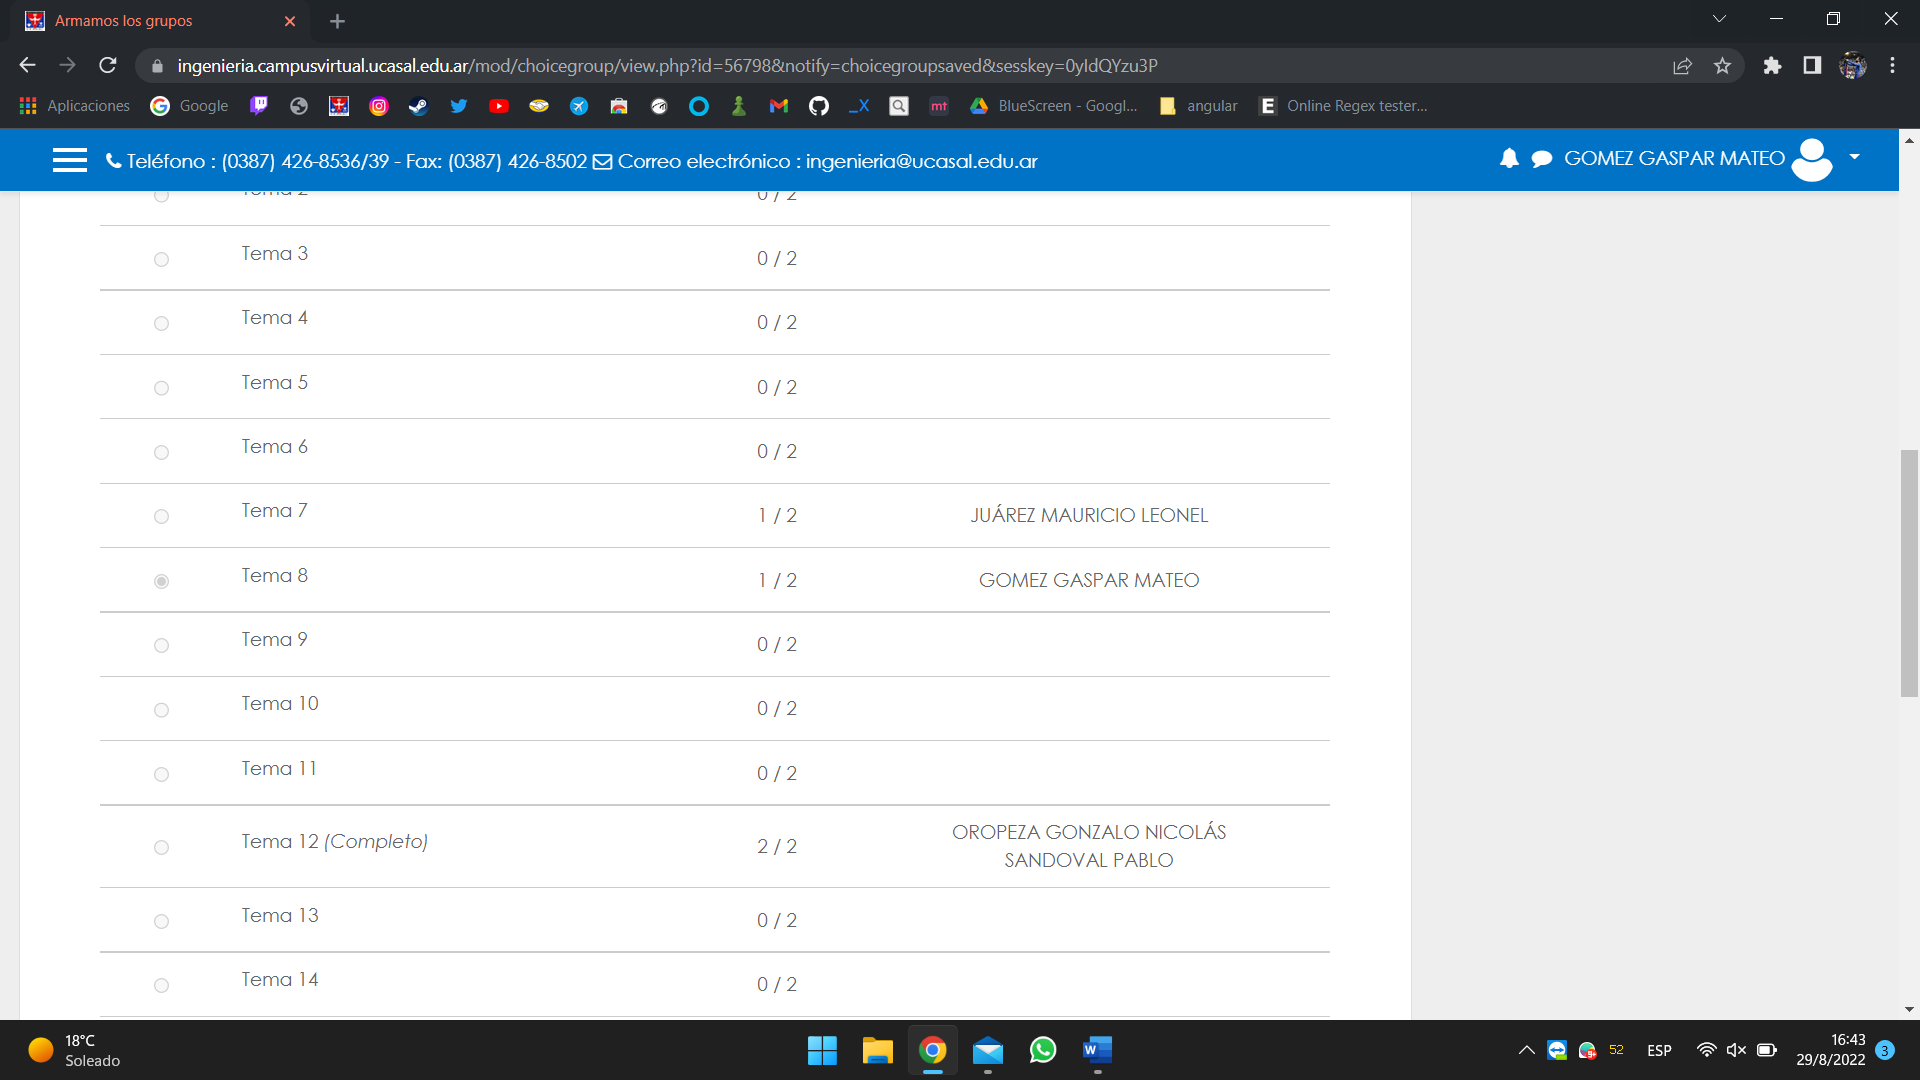 Armamos los grupos
ingenieria.campusvirtual.ucasal.edu.ar/mod/choicegroup/view.php?id=56798&notify=choicegroupsaved&sesskey=0yIdQYzu3P
Aplicaciones Google _X mt BlueScreen - Googl... angular E Online Regex tester...
Teléfono : (0387) 426-8536/39 - Fax: (0387) 426-8502 Correo electrónico : ingenieria@ucasal.edu.ar GOMEZ GASPAR MATEO
Tema 2 0 / 2
Tema 3 0 / 2
Tema 4 0 / 2
Tema 5 0 / 2
Tema 6 0 / 2
Tema 7 1 / 2 JUÁREZ MAURICIO LEONEL
Tema 8 1 / 2 GOMEZ GASPAR MATEO
Tema 9 0 / 2
Tema 10 0 / 2
Tema 11 0 / 2
Tema 12 (Completo) 2 / 2 OROPEZA GONZALO NICOLÁS
SANDOVAL PABLO
Tema 13 0 / 2
Tema 14 0 / 2
18°C
Soleado
52 ESP 16:43
29/8/2022 3